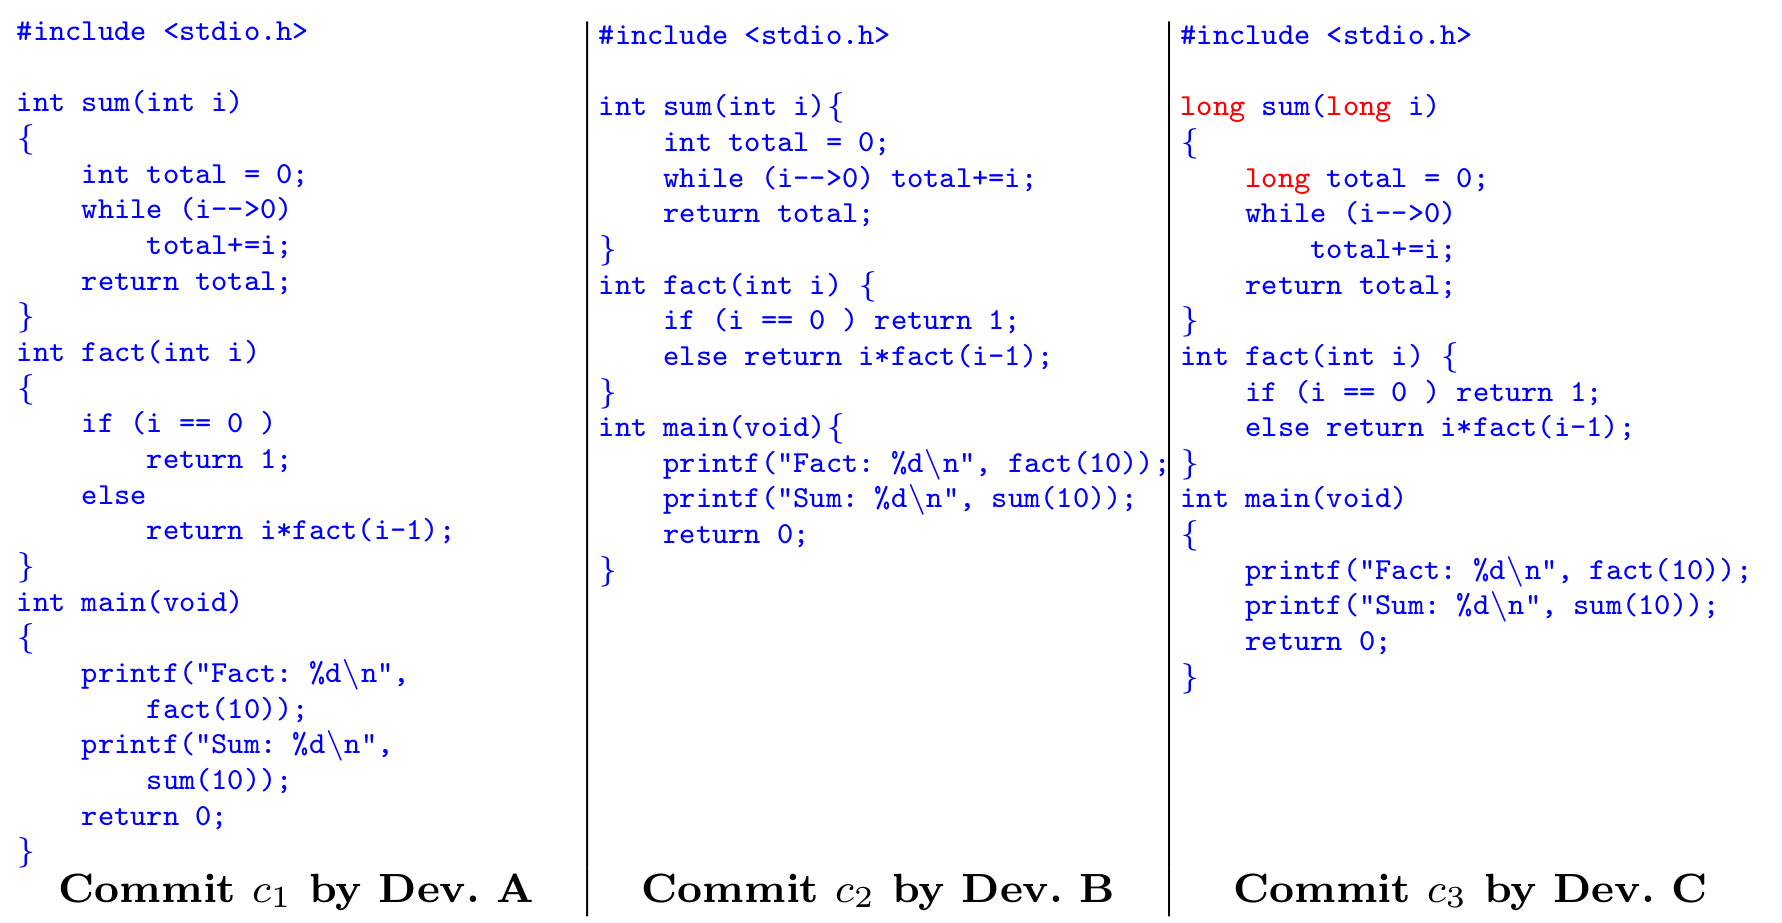 #include <stdio.h>

int sum(int i)
{
    int total = 0;
    while (i-->0)
        total+=i;
    return total;
}
int fact(int i)
{
    if (i == 0 )
        return 1;
    else
        return i*fact(i-1);
}
int main(void)
{
    printf("Fact: %d\n",
        fact(10));
    printf("Sum: %d\n",
        sum(10));
    return 0;
}
Commit c1 by Dev. A
#include <stdio.h>

int sum(int i){
    int total = 0;
    while (i-->0) total+=i;
    return total;
}
int fact(int i) {
    if (i == 0 ) return 1;
    else return i*fact(i-1);
}
int main(void){
    printf("Fact: %d\n", fact(10));
    printf("Sum: %d\n", sum(10));
    return 0;
}
Commit c2 by Dev. B
#include <stdio.h>

long sum(long i)
{
    long total = 0;
    while (i-->0)
        total+=i;
    return total;
}
int fact(int i) {
    if (i == 0 ) return 1;
    else return i*fact(i-1);
}
int main(void)
{
    printf("Fact: %d\n", fact(10));
    printf("Sum: %d\n", sum(10));
    return 0;
}
Commit c3 by Dev. C